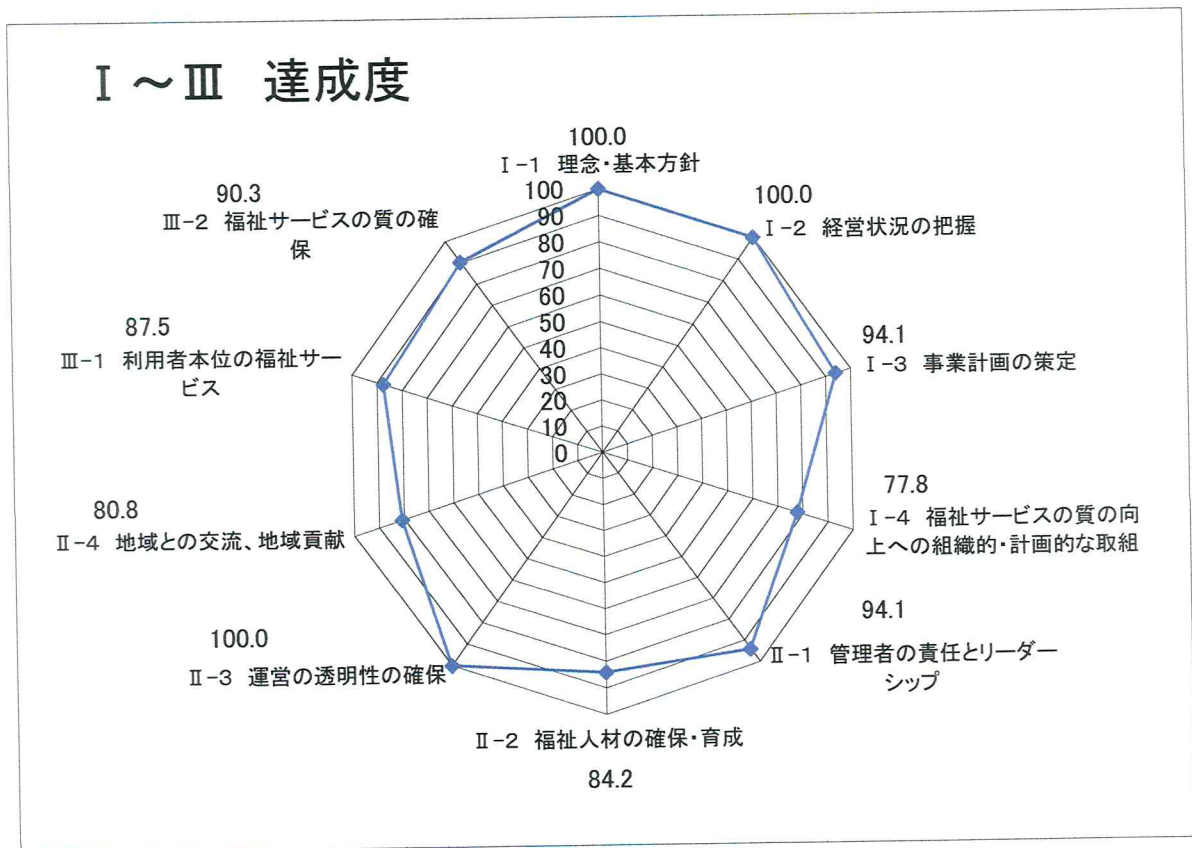 Ⅰ～Ⅲ 達成度
100.0
Ⅰ-1 理念・基本方針
100.0
Ⅰ-2 経営状況の把握
94.1
Ⅰ-3 事業計画の策定
77.8
Ⅰ-4 福祉サービスの質の向
上への組織的・計画的な取組
94.1
Ⅱ-1 管理者の責任とリーダー
シップ
Ⅱ-2 福祉人材の確保・育成
84.2
100.0
Ⅱ-3 運営の透明性の確保
80.8
Ⅱ-4 地域との交流、地域貢献
87.5
Ⅲ-1 利用者本位の福祉サー
ビス
90.3
Ⅲ-2 福祉サービスの質の確
保
100
90
80
70
60
50
40
30
20
10
0